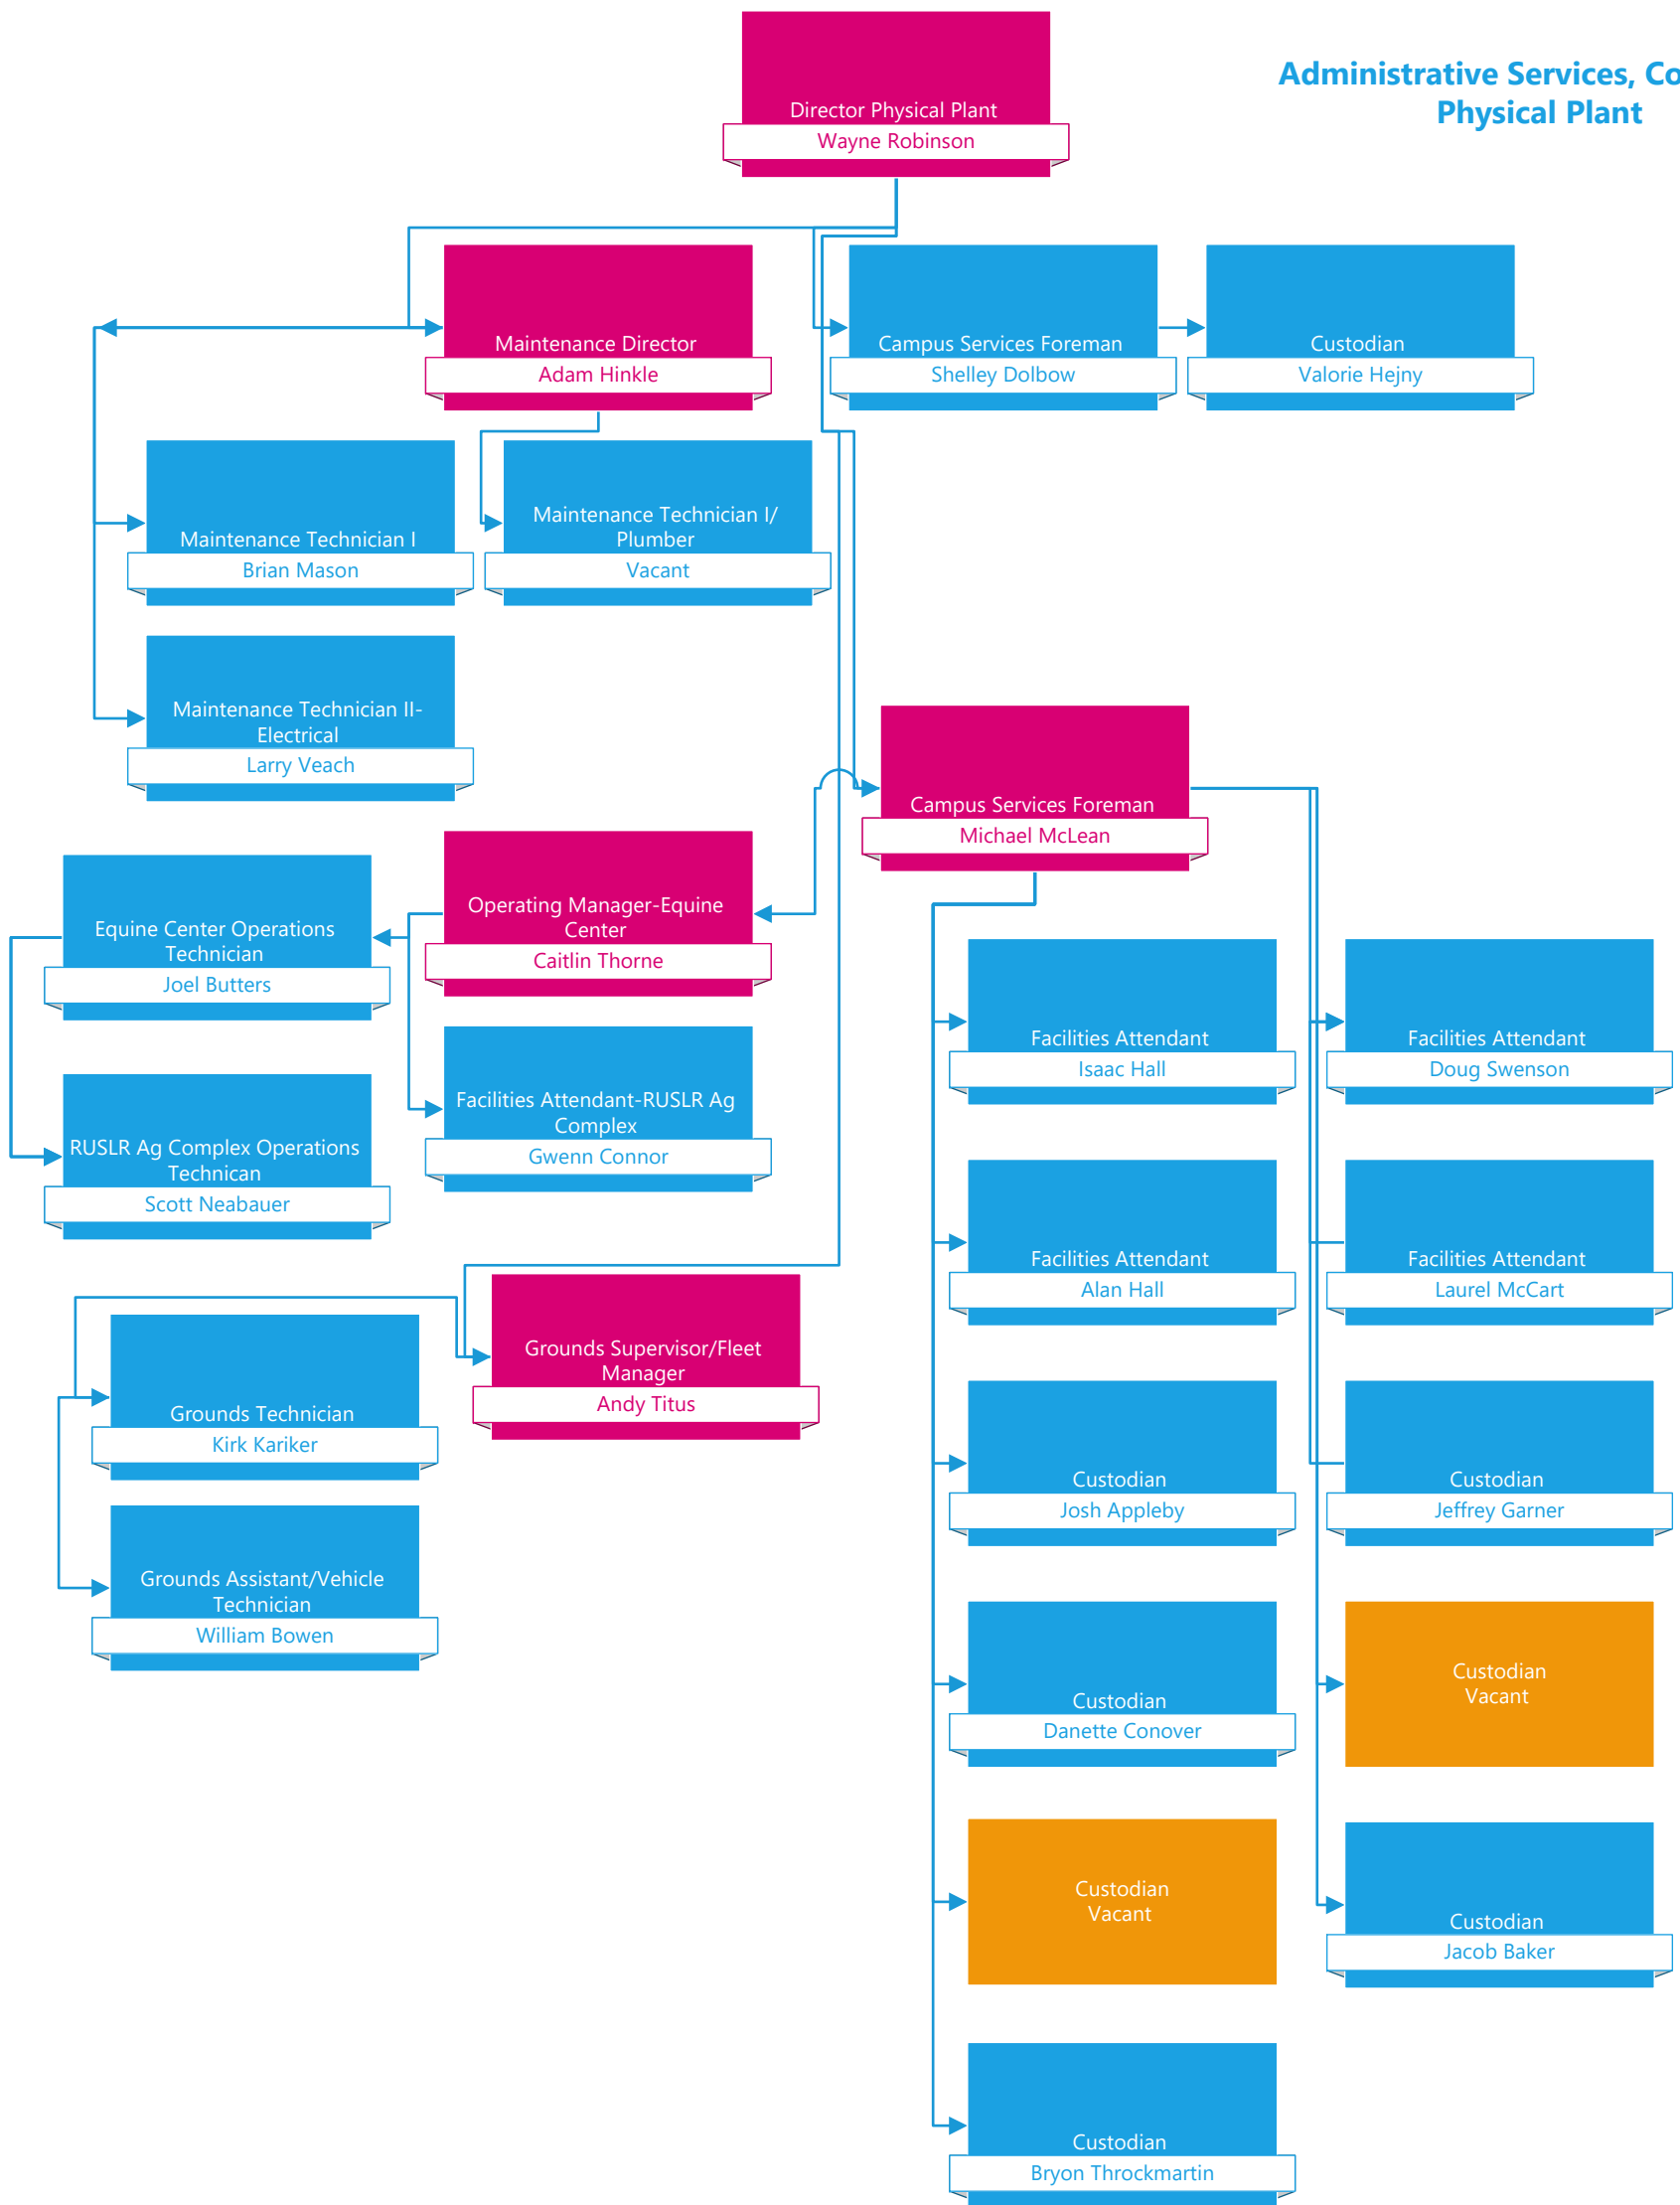 Administrative Services, Co
Physical Plant
Director Physical Plant
Wayne Robinson
Maintenance Director
Adam Hinkle
Campus Services Foreman
Shelley Dolbow
Custodian
Valorie Hejny
Maintenance Technician I
Brian Mason
Maintenance Technician I/
Plumber
Vacant
Maintenance Technician II-
Electrical
Larry Veach
Campus Services Foreman
Michael McLean
Operating Manager-Equine
Center
Caitlin Thorne
Equine Center Operations
Technician
Joel Butters
Facilities Attendant-RUSLR Ag
Complex
Gwenn Connor
RUSLR Ag Complex Operations
Technican
Scott Neabauer
Facilities Attendant
Isaac Hall
Facilities Attendant
Doug Swenson
Facilities Attendant
Alan Hall
Facilities Attendant
Laurel McCart
Grounds Supervisor/Fleet
Manager
Andy Titus
Grounds Technician
Kirk Kariker
Grounds Assistant/Vehicle
Technician
William Bowen
Custodian
Josh Appleby
Custodian
Jeffrey Garner
Custodian
Danette Conover
Custodian
Vacant
Custodian
Vacant
Custodian
Jacob Baker
Custodian
Bryon Throckmartin